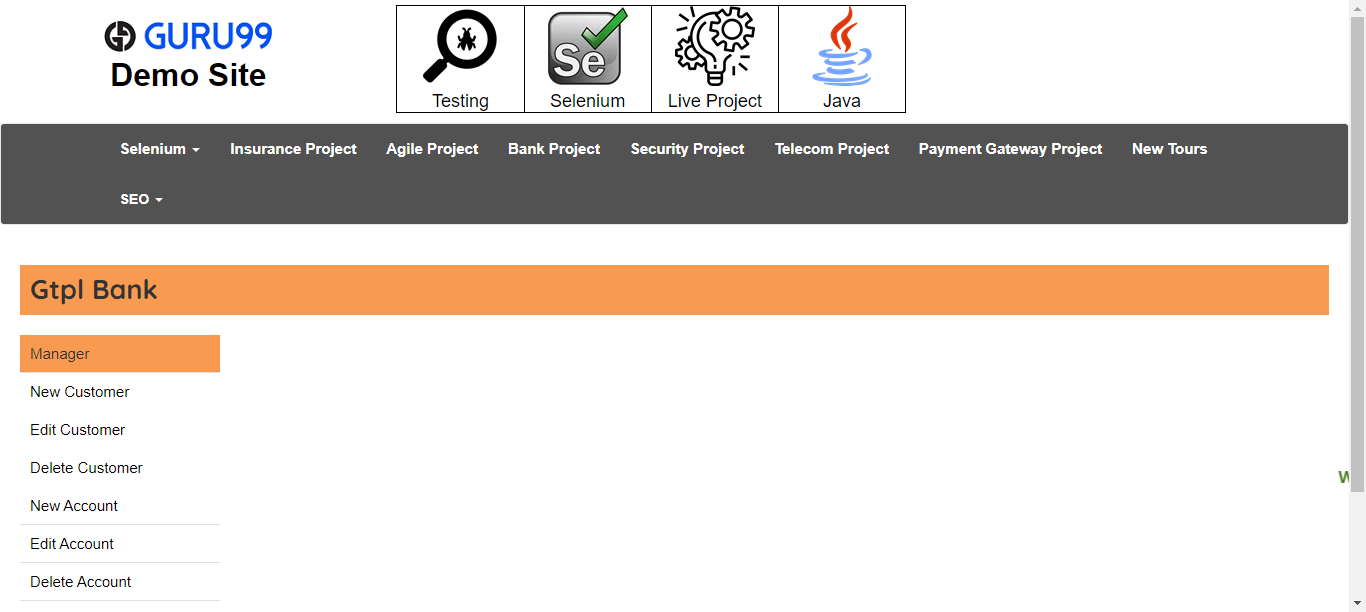 GURU99
Demo Site
Se
Testing Selenium Live Project Java
Selenium Insurance Project Agile Project Bank Project Security Project Telecom Project Payment Gateway Project New Tours
SEO
Gtpl Bank
Manager
New Customer
Edit Customer
Delete Customer
W
New Account
Edit Account
Delete Account